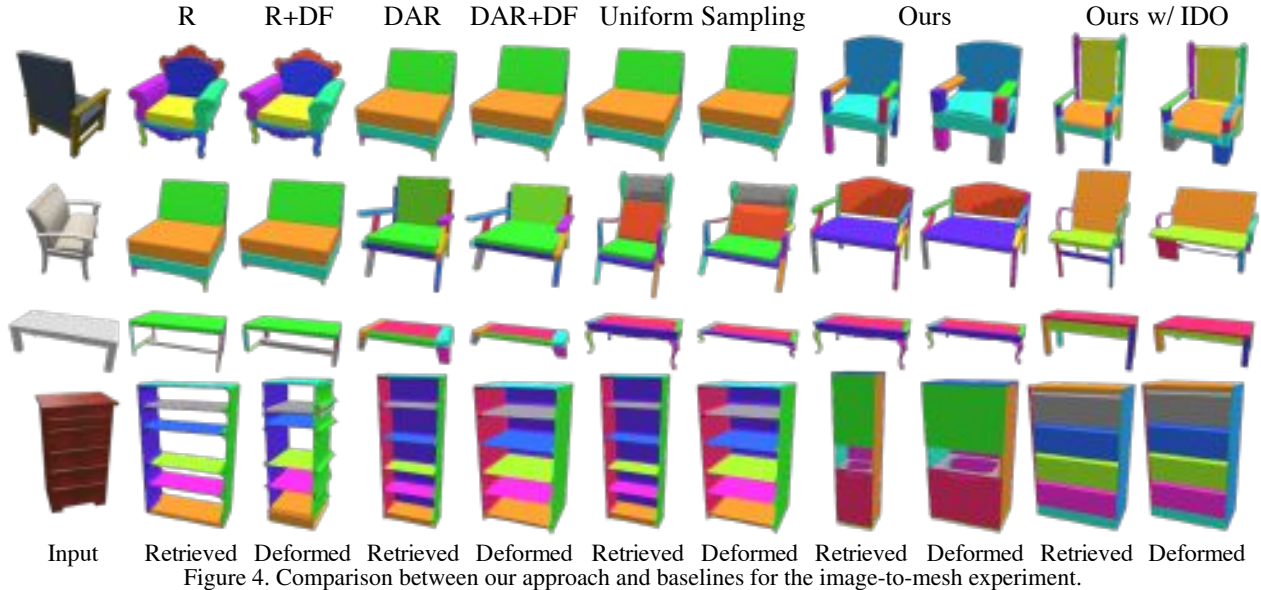 R R+DF DAR DAR+DF Uniform Sampling Ours Ours w/ IDO
Input Retrieved Deformed Retrieved Deformed Retrieved Deformed Retrieved Deformed Retrieved Deformed
Figure 4. Comparison between our approach and baselines for the image-to-mesh experiment.